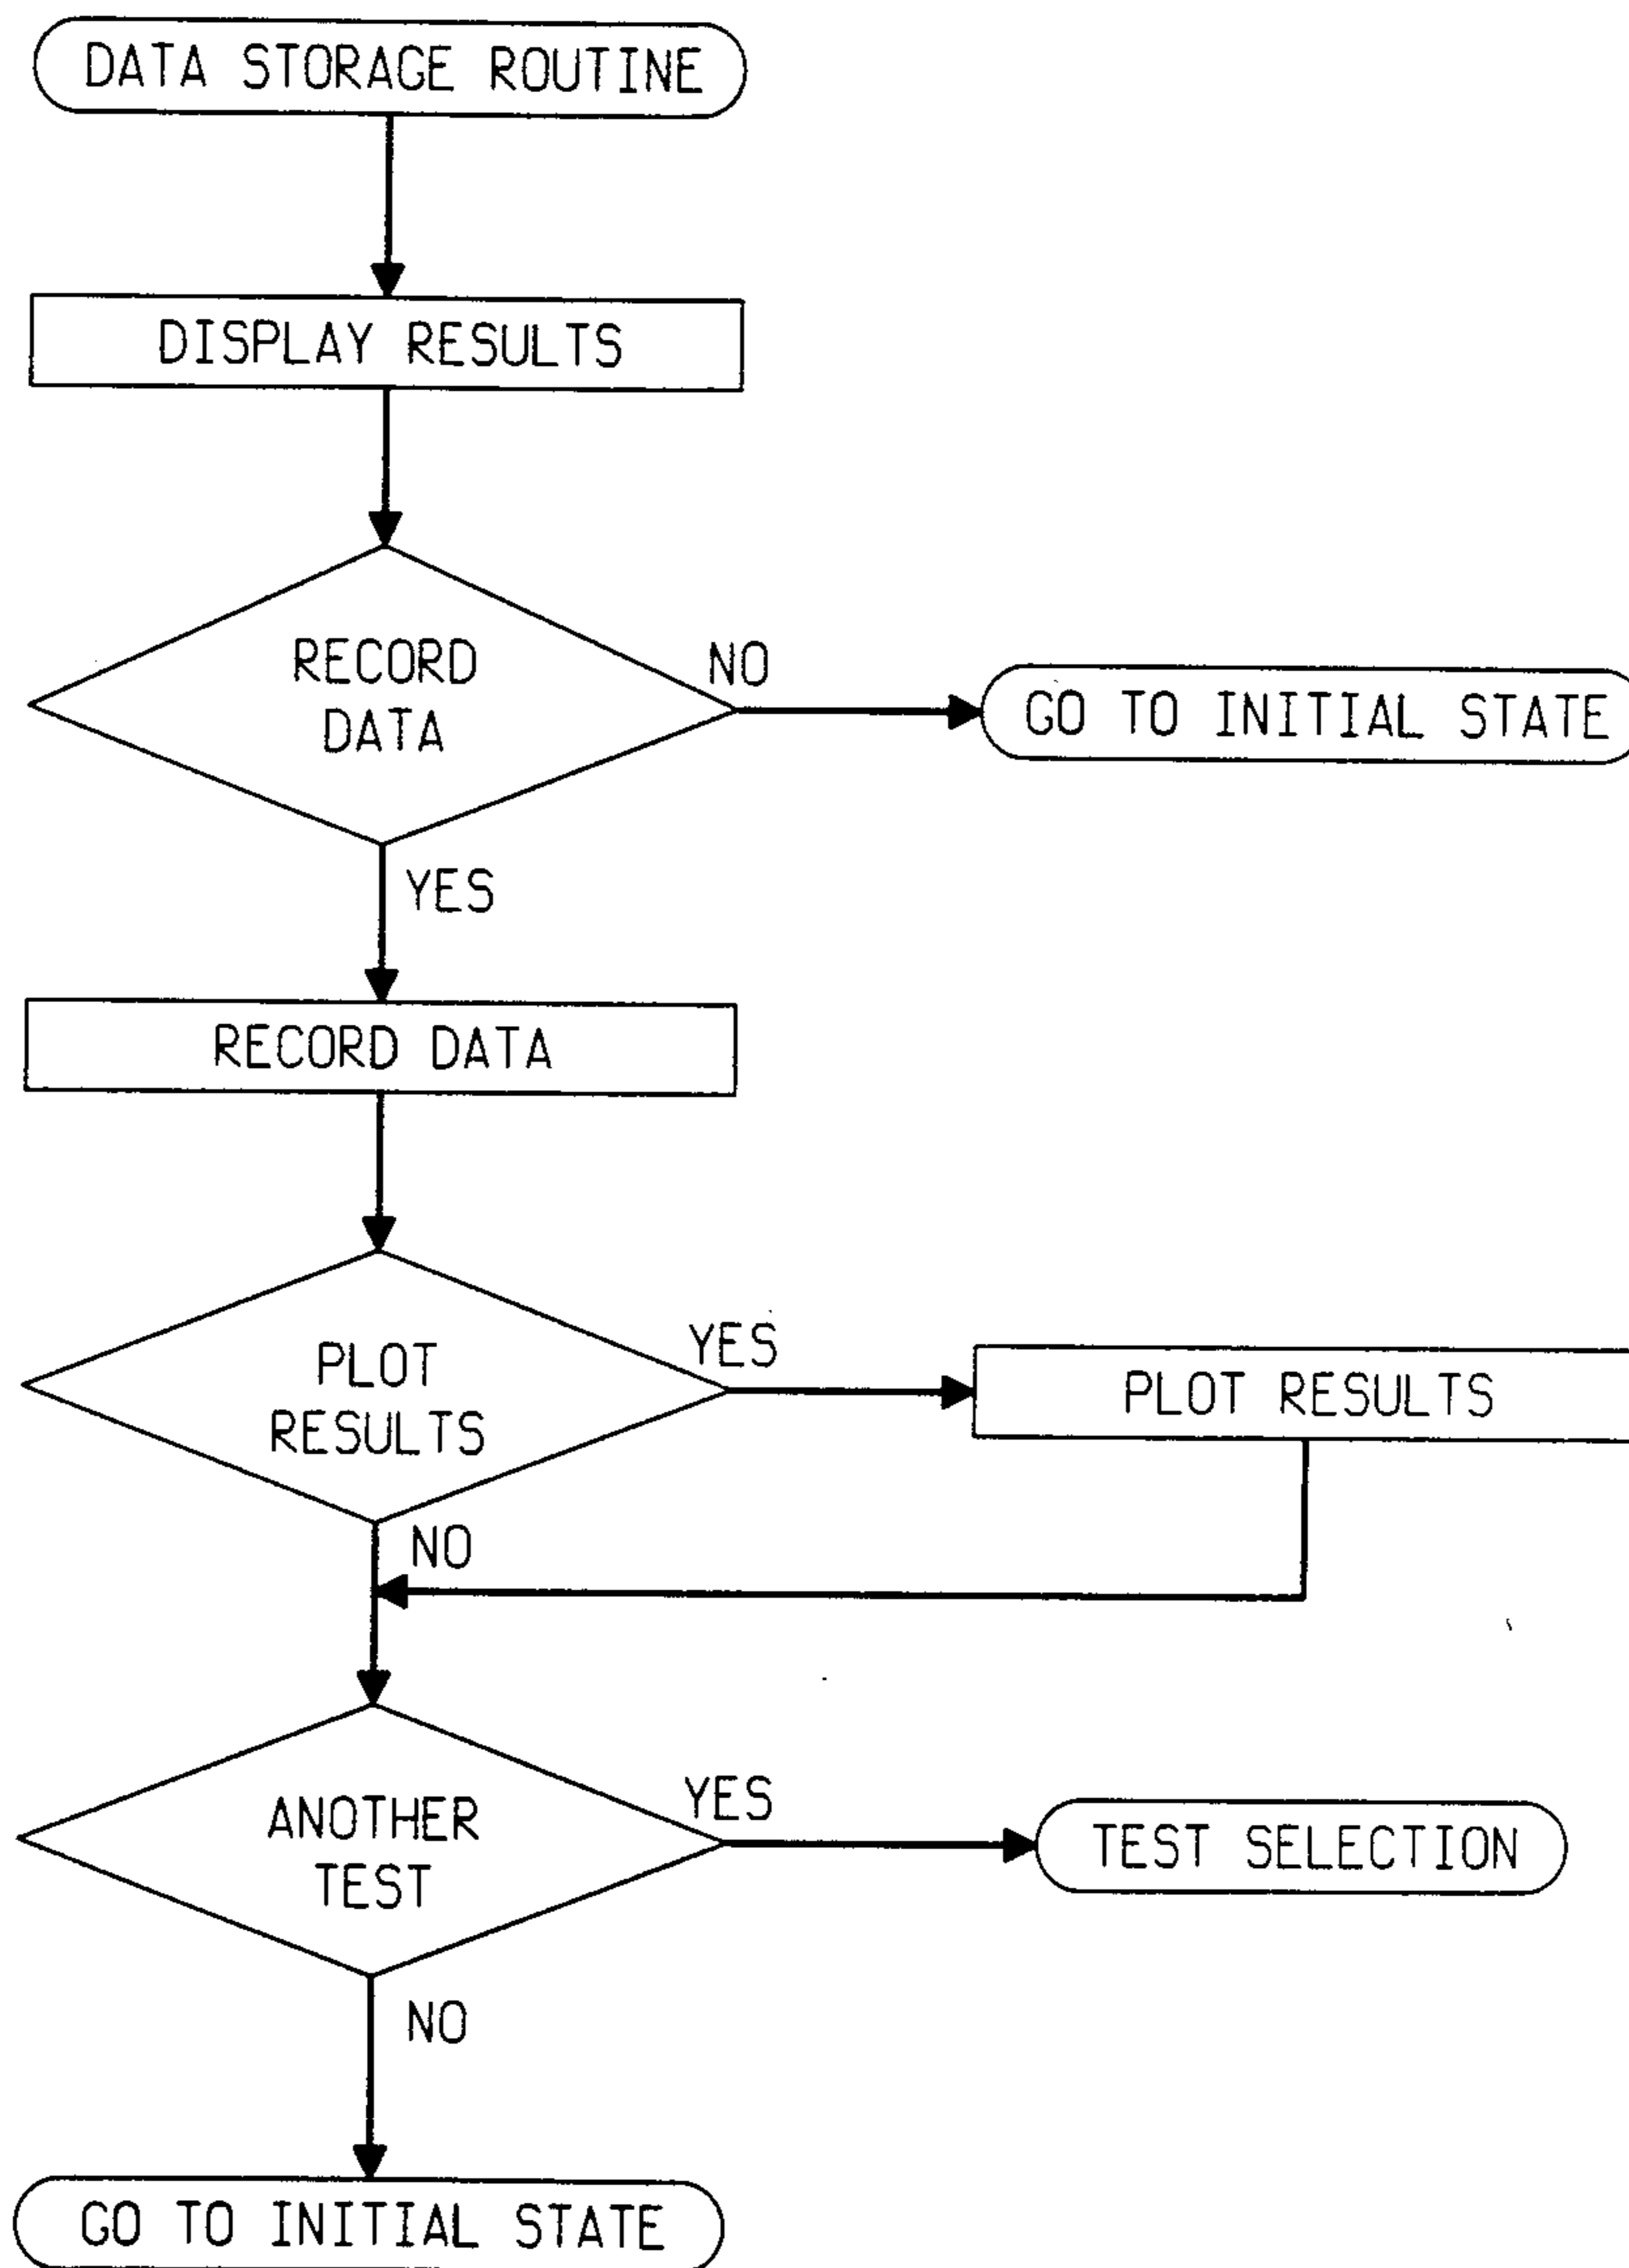 DATA STORAGE ROUTINE
DISPLAY RESULTS
RECORD
DATA
NO
GO TO INITIAL STATE
YES
RECORD DATA
PLOT
RESULTS
YES
PLOT RESULTS
NO
ANOTHER
TEST
YES
TEST SELECTION
NO
GO TO INITIAL STATE